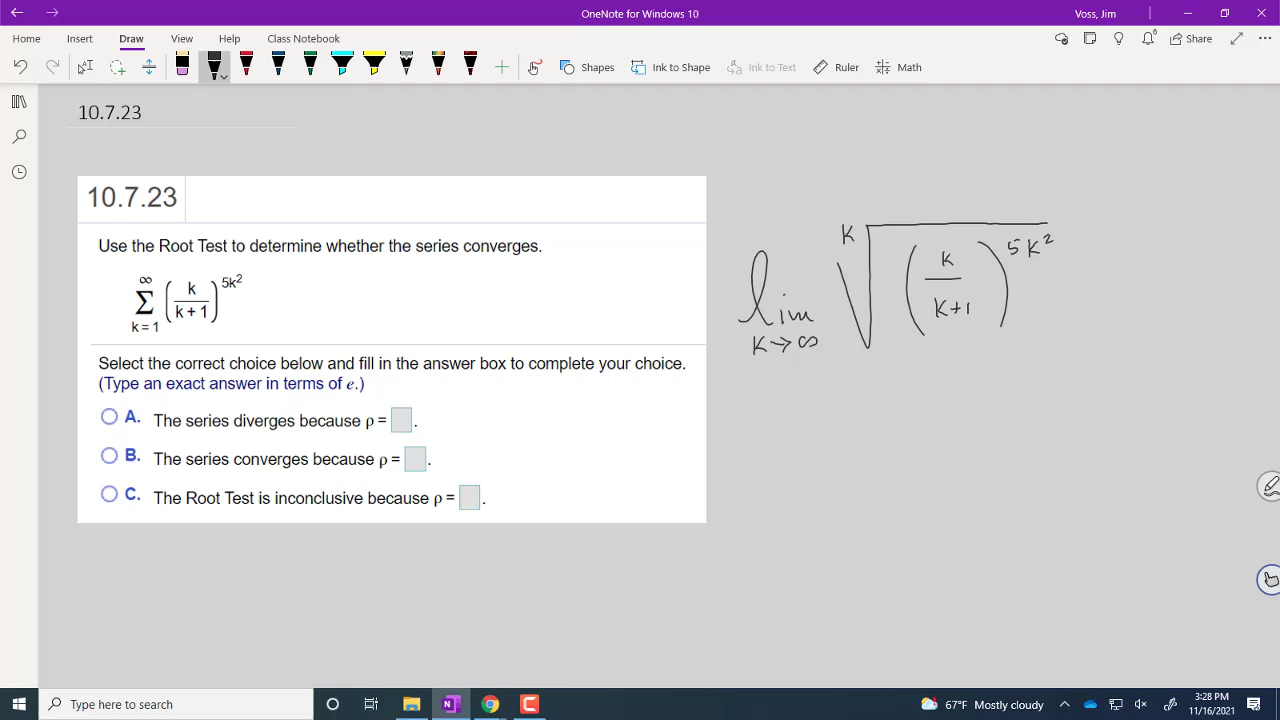 OneNote for Windows 10
Voss, Jim
Home Insert Draw View Help Class Notebook
Share
Shapes Ink to Shape Ink to Text Ruler Math
10.7.23
10.7.23
Use the Root Test to determine whether the series converges.
∞
∑ (k/(k + 1))^5k²
k = 1
Select the correct choice below and fill in the answer box to complete your choice.
(Type an exact answer in terms of e.)
A. The series diverges because ρ = .
B. The series converges because ρ = .
C. The Root Test is inconclusive because ρ = .
lim k√(k/(k+1))^5k²
k→∞
Type here to search
67°F Mostly cloudy
3:28 PM
11/16/2021